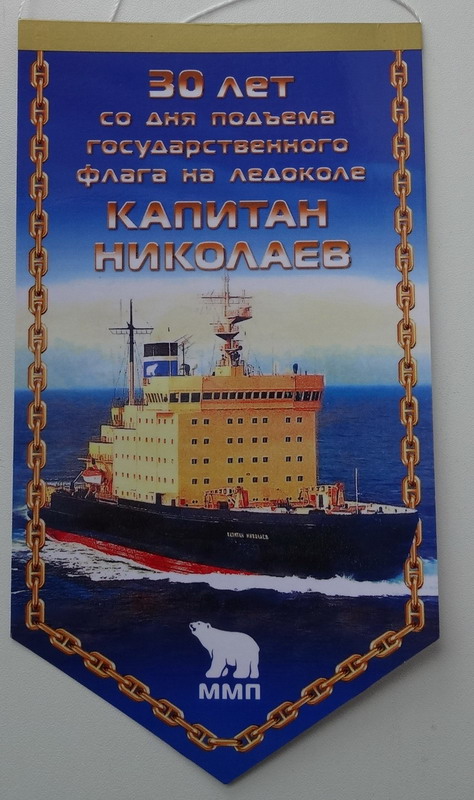 30 лет
со дня подъема
государственного
флага на ледоколе
КАПИТАН
НИКОЛАЕВ
КАПИТАН НИКОЛАЕВ
ММП